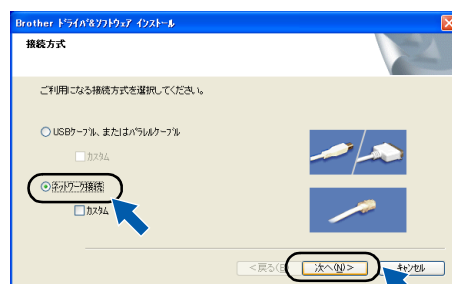 Brother ﾄﾞﾗｲﾊﾞ&ｿﾌﾄｳｪｱ ｲﾝｽﾄｰﾙ
接続方式
ご利用になる接続方式を選択してください。
USBｹｰﾌﾞﾙ、またはﾊﾟﾗﾚﾙｹｰﾌﾞﾙ
ｶｽﾀﾑ
ﾈｯﾄﾜｰｸ接続
ｶｽﾀﾑ
<戻る(B) 次へ(N)> ｷｬﾝｾﾙ